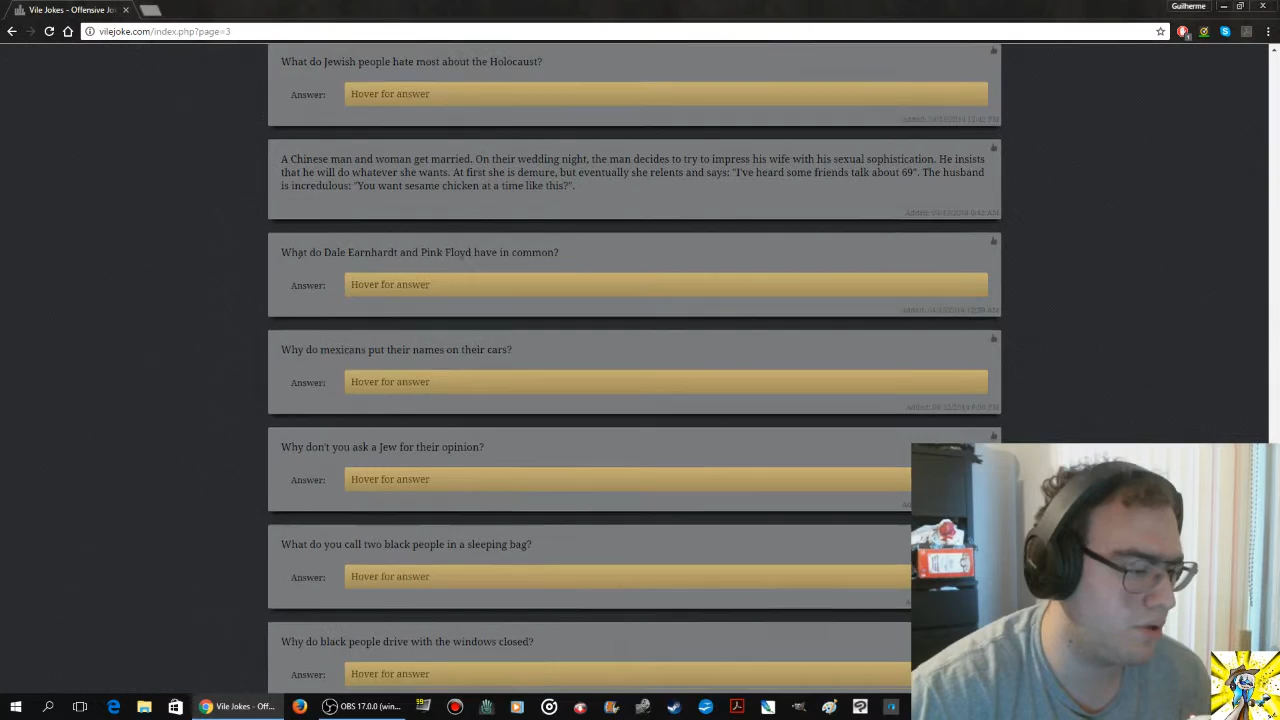 Vile Jokes - Offensive Jo
Guilherme
vilejoke.com/index.php?page=3
What do Jewish people hate most about the Holocaust?
Answer:
Hover for answer
A Chinese man and woman get married. On their wedding night, the man decides to try to impress his wife with his sexual sophistication. He insists
that he will do whatever she wants. At first she is demure, but eventually she relents and says: "I've heard some friends talk about 69". The husband
is incredulous: "You want sesame chicken at a time like this?".
What do Dale Earnhardt and Pink Floyd have in common?
Answer:
Hover for answer
Why do mexicans put their names on their cars?
Answer:
Hover for answer
Why don't you ask a Jew for their opinion?
Answer:
Hover for answer
What do you call two black people in a sleeping bag?
Answer:
Hover for answer
Why do black people drive with the windows closed?
Answer:
Hover for answer
Vile Jokes - Off...
OBS 17.0.0 (win...